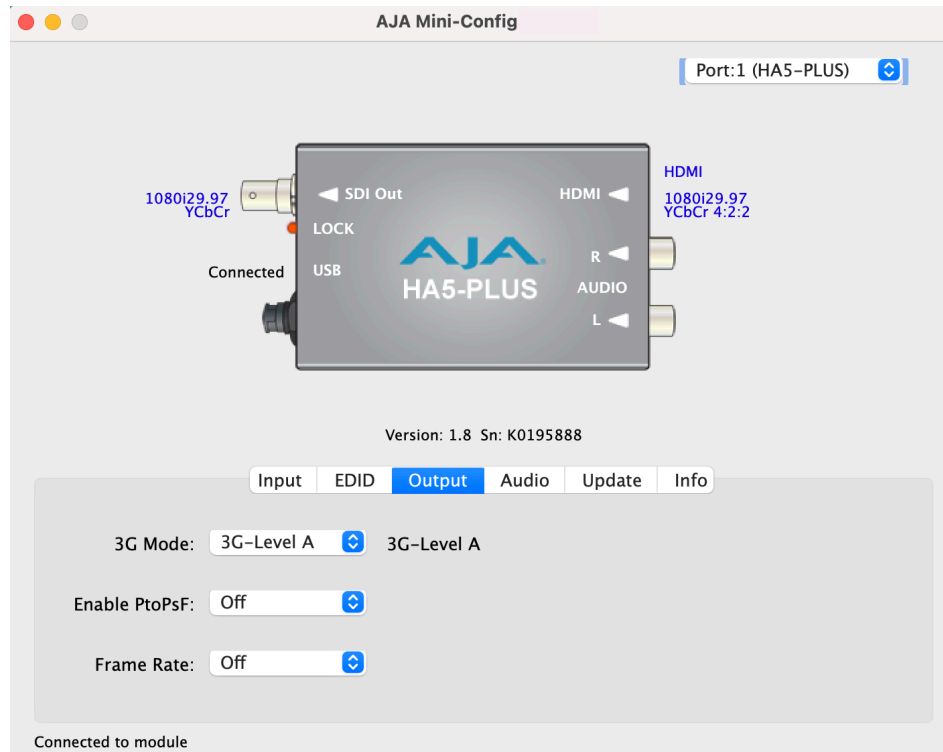 AJA Mini-Config
Port:1 (HA5-PLUS)
HDMI
1080i29.97
YCbCr
SDI Out
HDMI
1080i29.97
YCbCr 4:2:2
LOCK
Connected
USB
AJA
HA5-PLUS
R
AUDIO
L
Version: 1.8 Sn: K0195888
Input EDID Output Audio Update Info
3G Mode: 3G-Level A 3G-Level A
Enable PtoPsF: Off
Frame Rate: Off
Connected to module